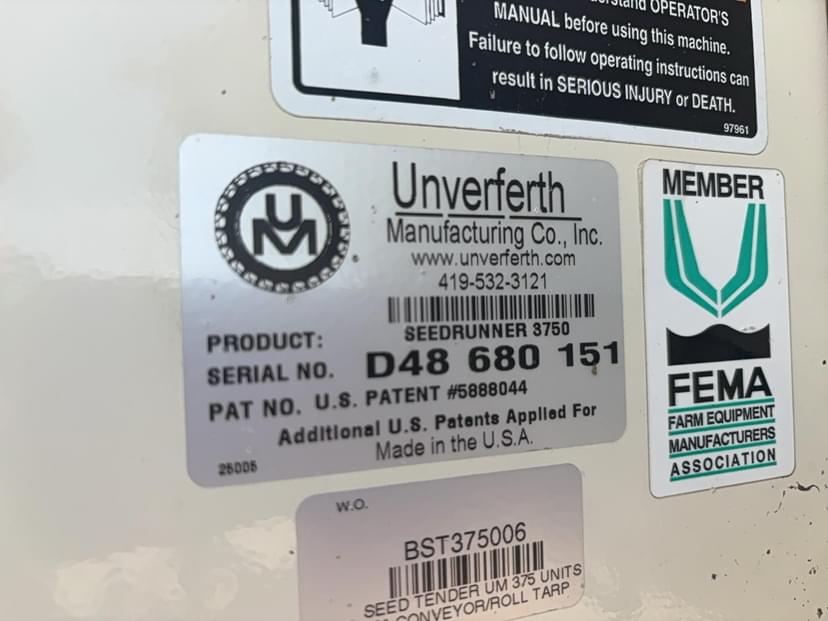 OPERATOR'S
MANUAL before using this machine.
Failure to follow operating instructions can
result in SERIOUS INJURY or DEATH.
97961
UM
Unverferth
Manufacturing Co., Inc.
www.unverferth.com
419-532-3121
PRODUCT: SEEDRUNNER 3750
SERIAL NO. D48 680 151
PAT NO. U.S. PATENT #5888044
Additional U.S. Patents Applied For
Made in the U.S.A.
25005
MEMBER
FEMA
FARM EQUIPMENT
MANUFACTURERS
ASSOCIATION
W.O.
BST375006
SEED TENDER UM 375 UNITS
CONVEYOR/ROLL TARP